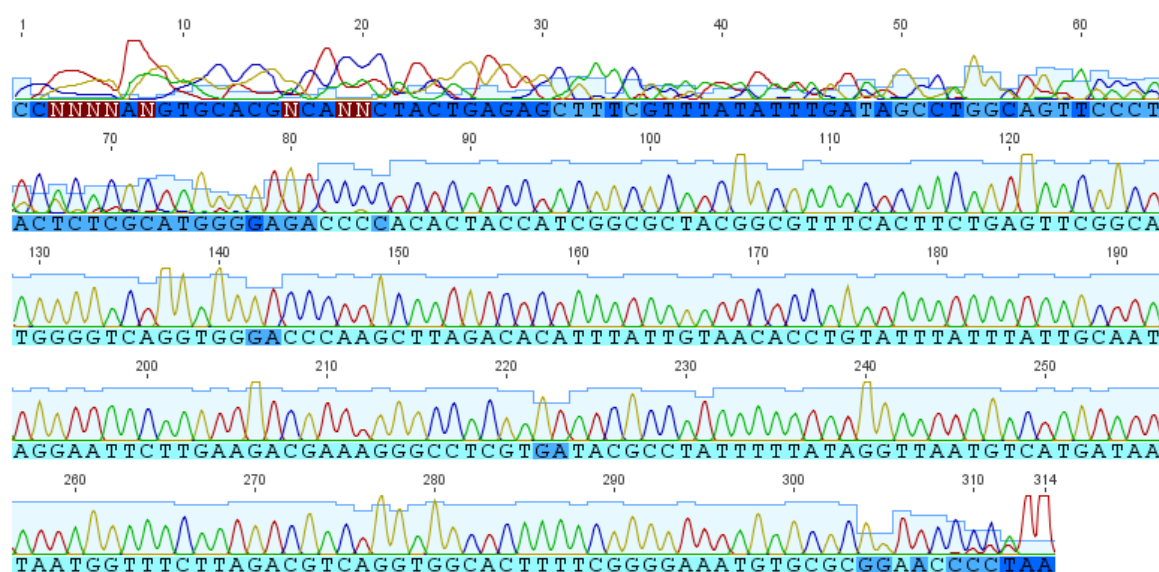 1 10 20 30 40 50 60
CCNNNNANGTGCACGNCANNCTACTGAGAGCTTTCGTTTATATTTGATAGCCTGGCAGTTCCCT
70 80 90 100 110 120
ACTCTCGCATGGGGAGACCCCACACTACCATCGGCGCTACGGCGTTTCACTTCTGAGTTCGGCA
130 140 150 160 170 180 190
TGGGGTCAGGTGGGACCCAAGCTTAGACACATTTATTGTAACACCTGTATTTATTTATTGCAAT
200 210 220 230 240 250
AGGAATTCTTGAAGACGAAAGGGCCTCGTGATACGCCTATTTTTATAGGTTAATGTCATGATAA
260 270 280 290 300 310 314
TAATGGTTTCTTAGACGTCAGGTGGCACTTTTCGGGGAAATGTGCGCGGAACCCCTAA